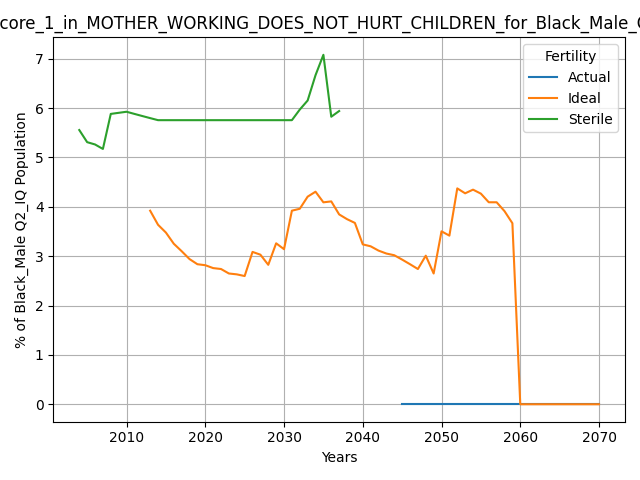 core_1_in_MOTHER_WORKING_DOES_NOT_HURT_CHILDREN_for_Black_Male_
Fertility
Actual
Ideal
Sterile
% of Black_Male Q2_IQ Population
7
6
5
4
3
2
1
0
2010 2020 2030 2040 2050 2060 2070
Years